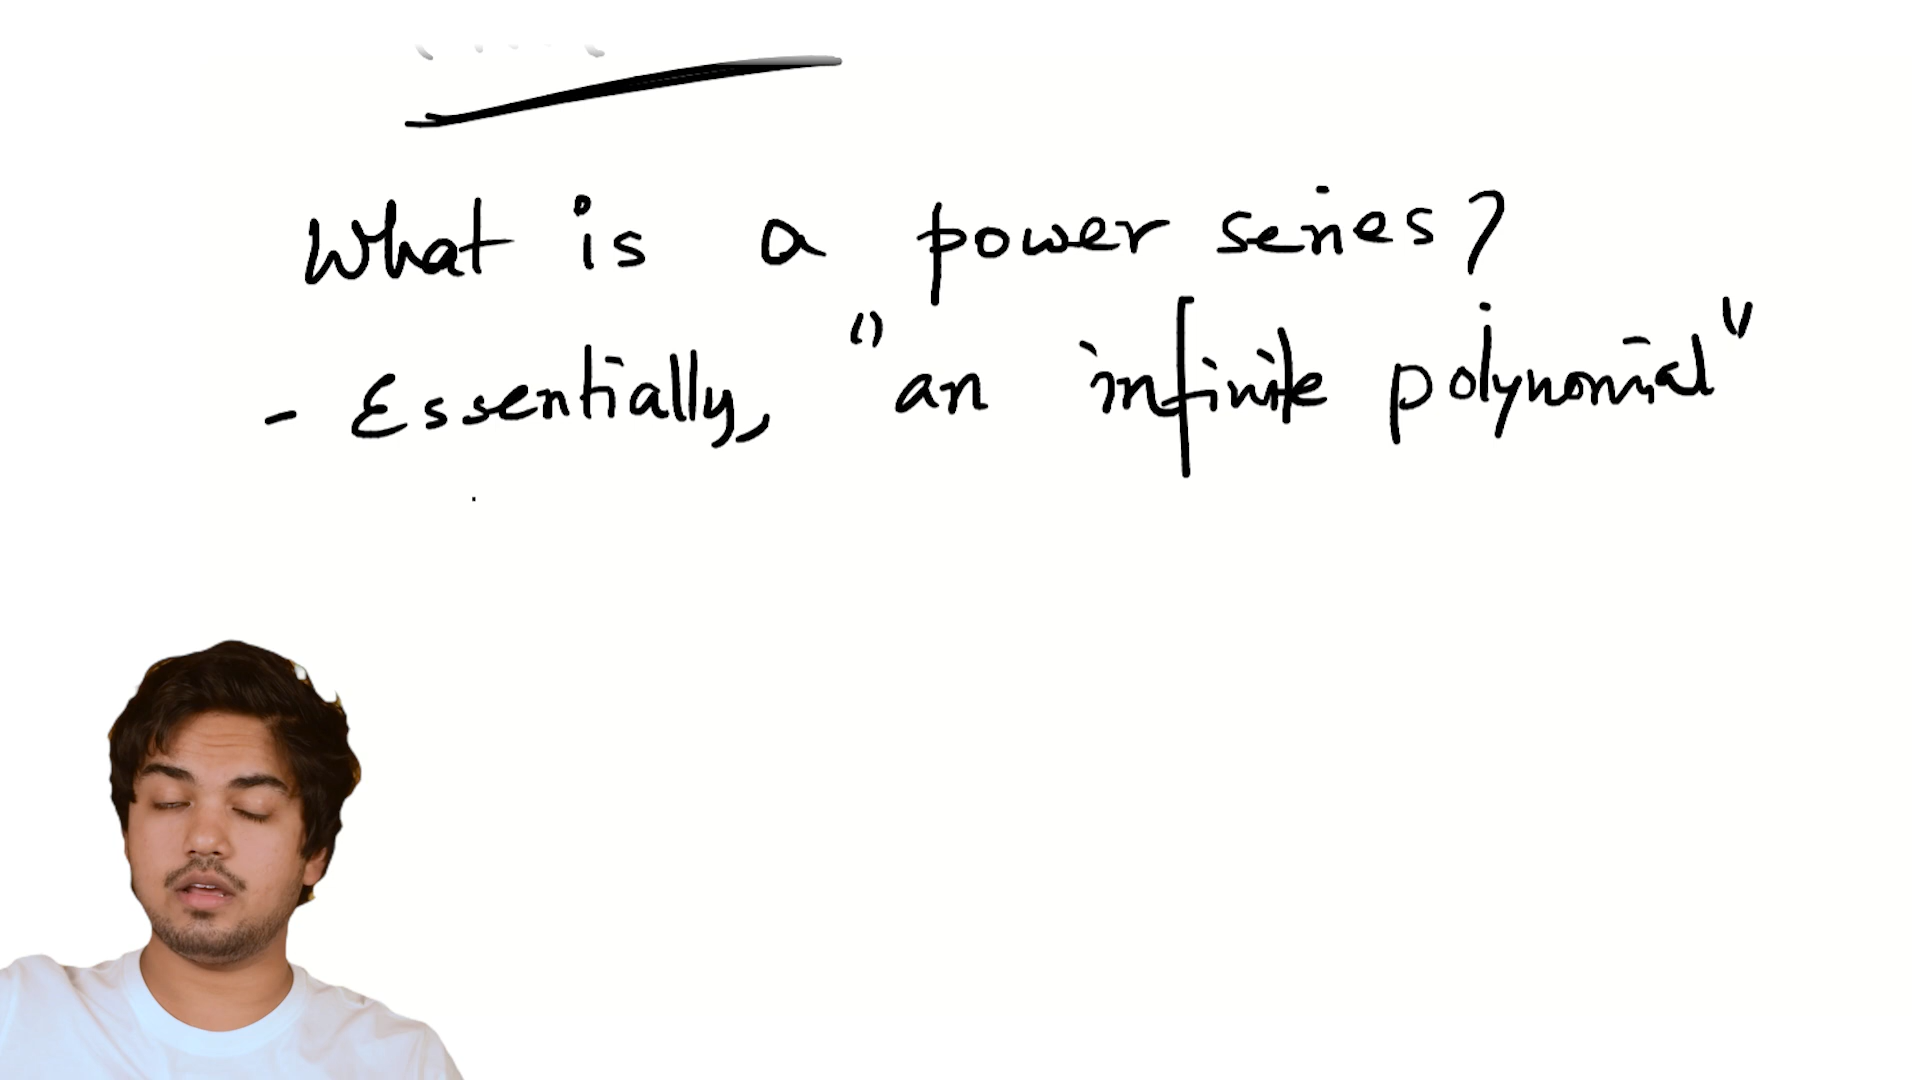 What is a power series?
- Essentially, "an infinite polynomial"